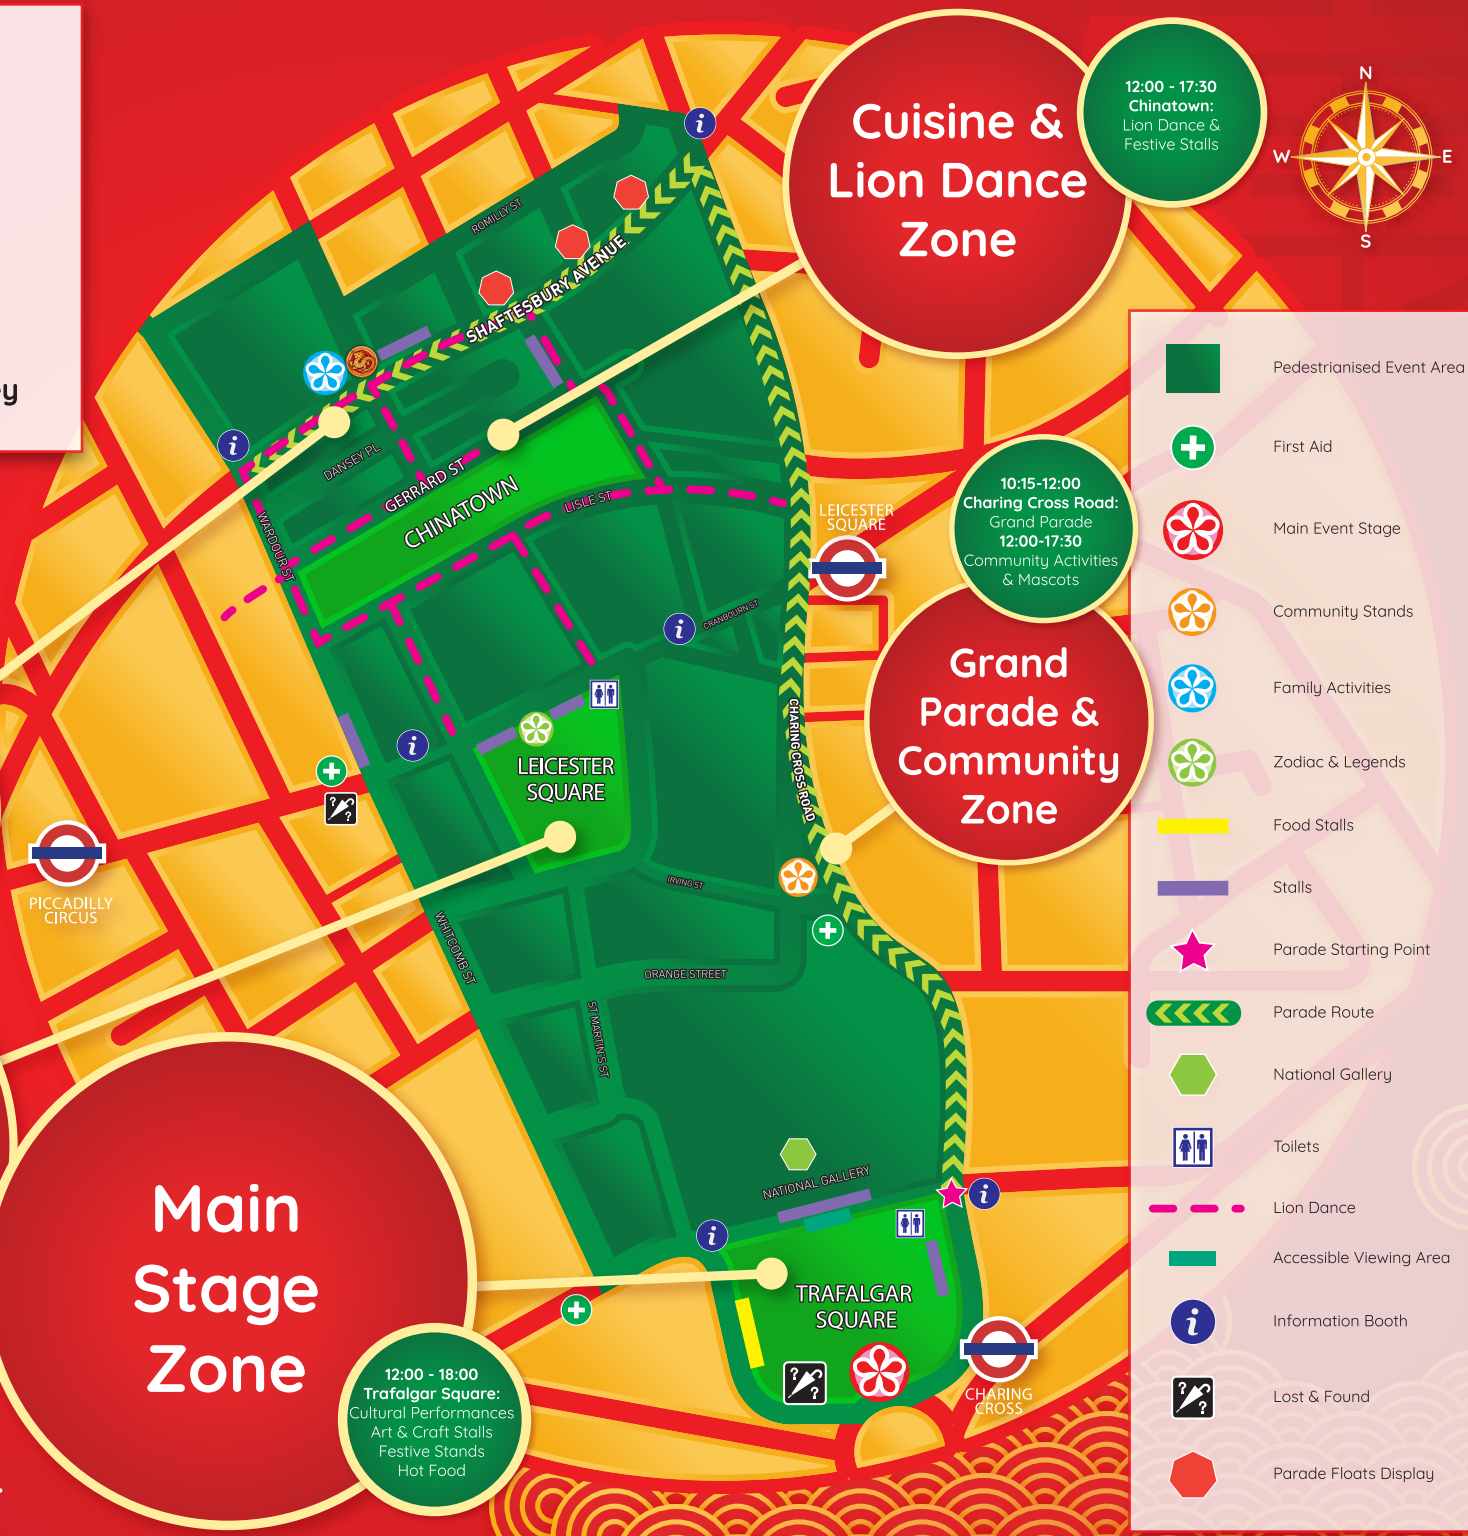 Cuisine &
Lion Dance
Zone
12:00 - 17:30
Chinatown:
Lion Dance &
Festive Stalls
N
W
E
S
y
ROMILLY ST
SHAFTESBURY AVENUE
DANSEY PL
GERRARD ST
CHINATOWN
LISLE ST
WARDOUR ST
CRANBOURN ST
LEICESTER
SQUARE
10:15-12:00
Charing Cross Road:
Grand Parade
12:00-17:30
Community Activities
& Mascots
Grand
Parade &
Community
Zone
CHARING CROSS ROAD
LEICESTER
SQUARE
PICCADILLY
CIRCUS
IRVING ST
WHITCOMB ST
ORANGE STREET
ST MARTIN'S ST
NATIONAL GALLERY
TRAFALGAR
SQUARE
CHARING
CROSS
Main
Stage
Zone
12:00 - 18:00
Trafalgar Square:
Cultural Performances
Art & Craft Stalls
Festive Stands
Hot Food
Pedestrianised Event Area
First Aid
Main Event Stage
Community Stands
Family Activities
Zodiac & Legends
Food Stalls
Stalls
Parade Starting Point
Parade Route
National Gallery
Toilets
Lion Dance
Accessible Viewing Area
Information Booth
Lost & Found
Parade Floats Display